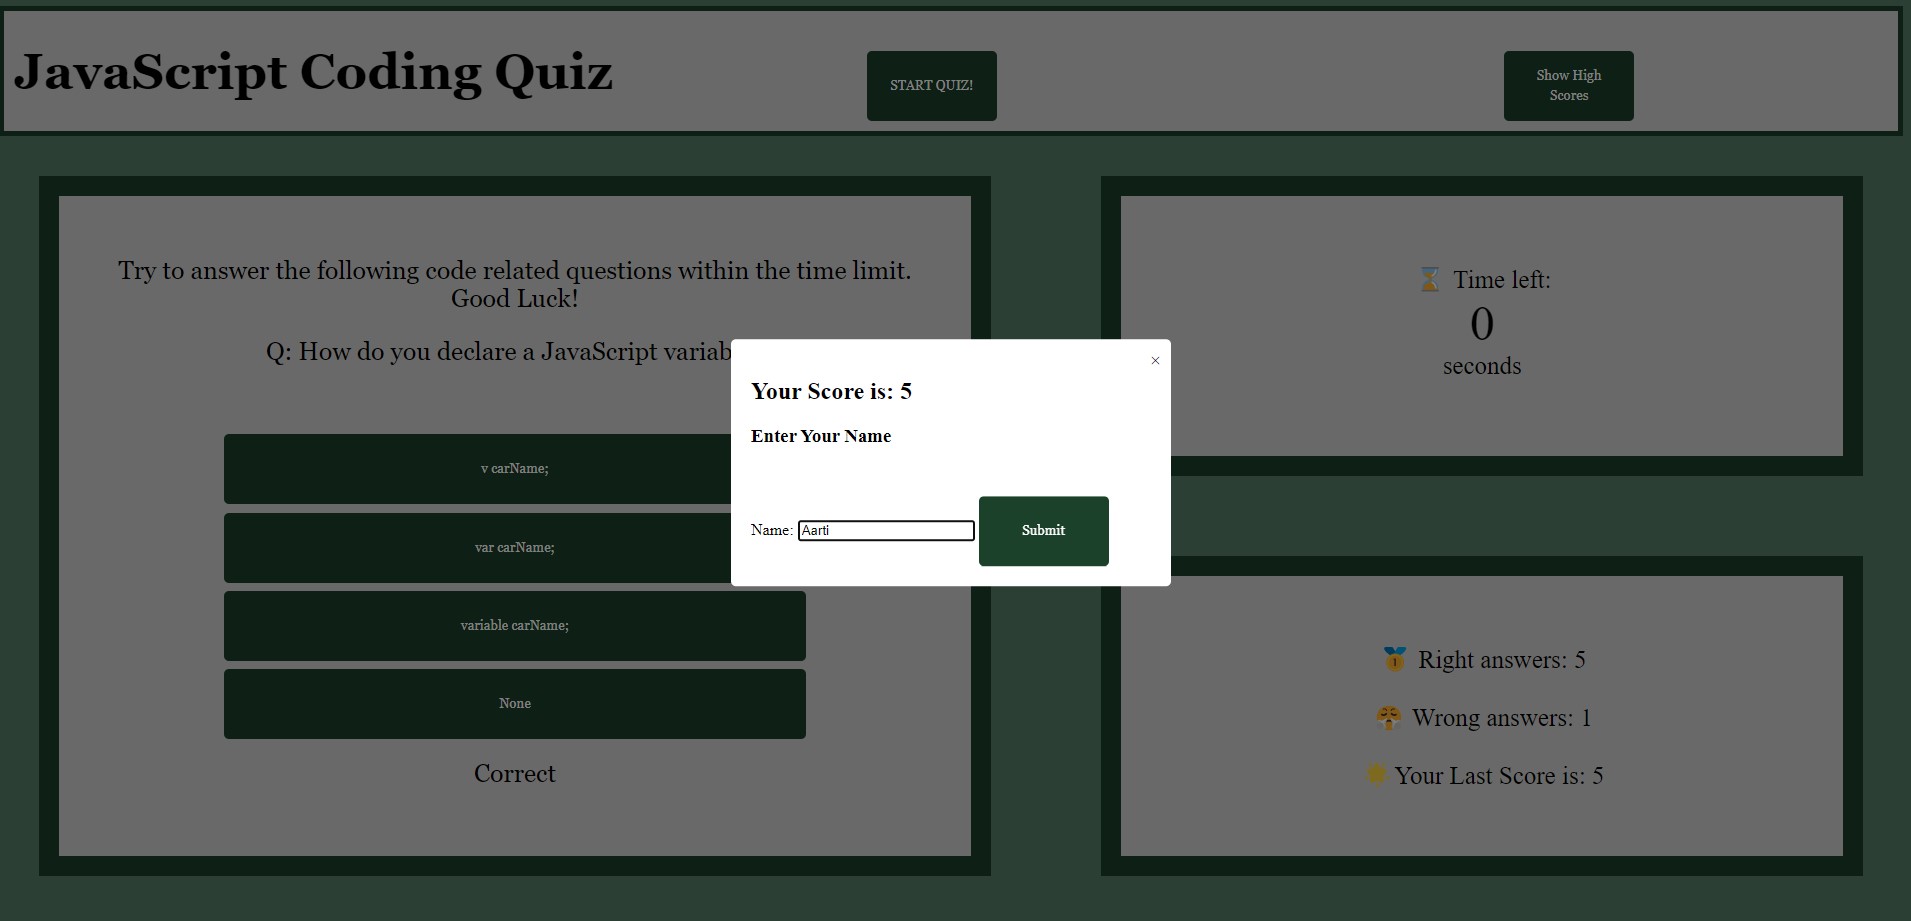 JavaScript Coding Quiz
START QUIZ!
Show High
Scores
Try to answer the following code related questions within the time limit.
Good Luck!
Q: How do you declare a JavaScript
v carName;
var carName;
variable carName;
None
Correct
⏳ Time left:
0
seconds
🥇 Right answers: 5
😤 Wrong answers: 1
Your Last Score is: 5
×
Your Score is: 5
Enter Your Name
Name: Aarti
Submit